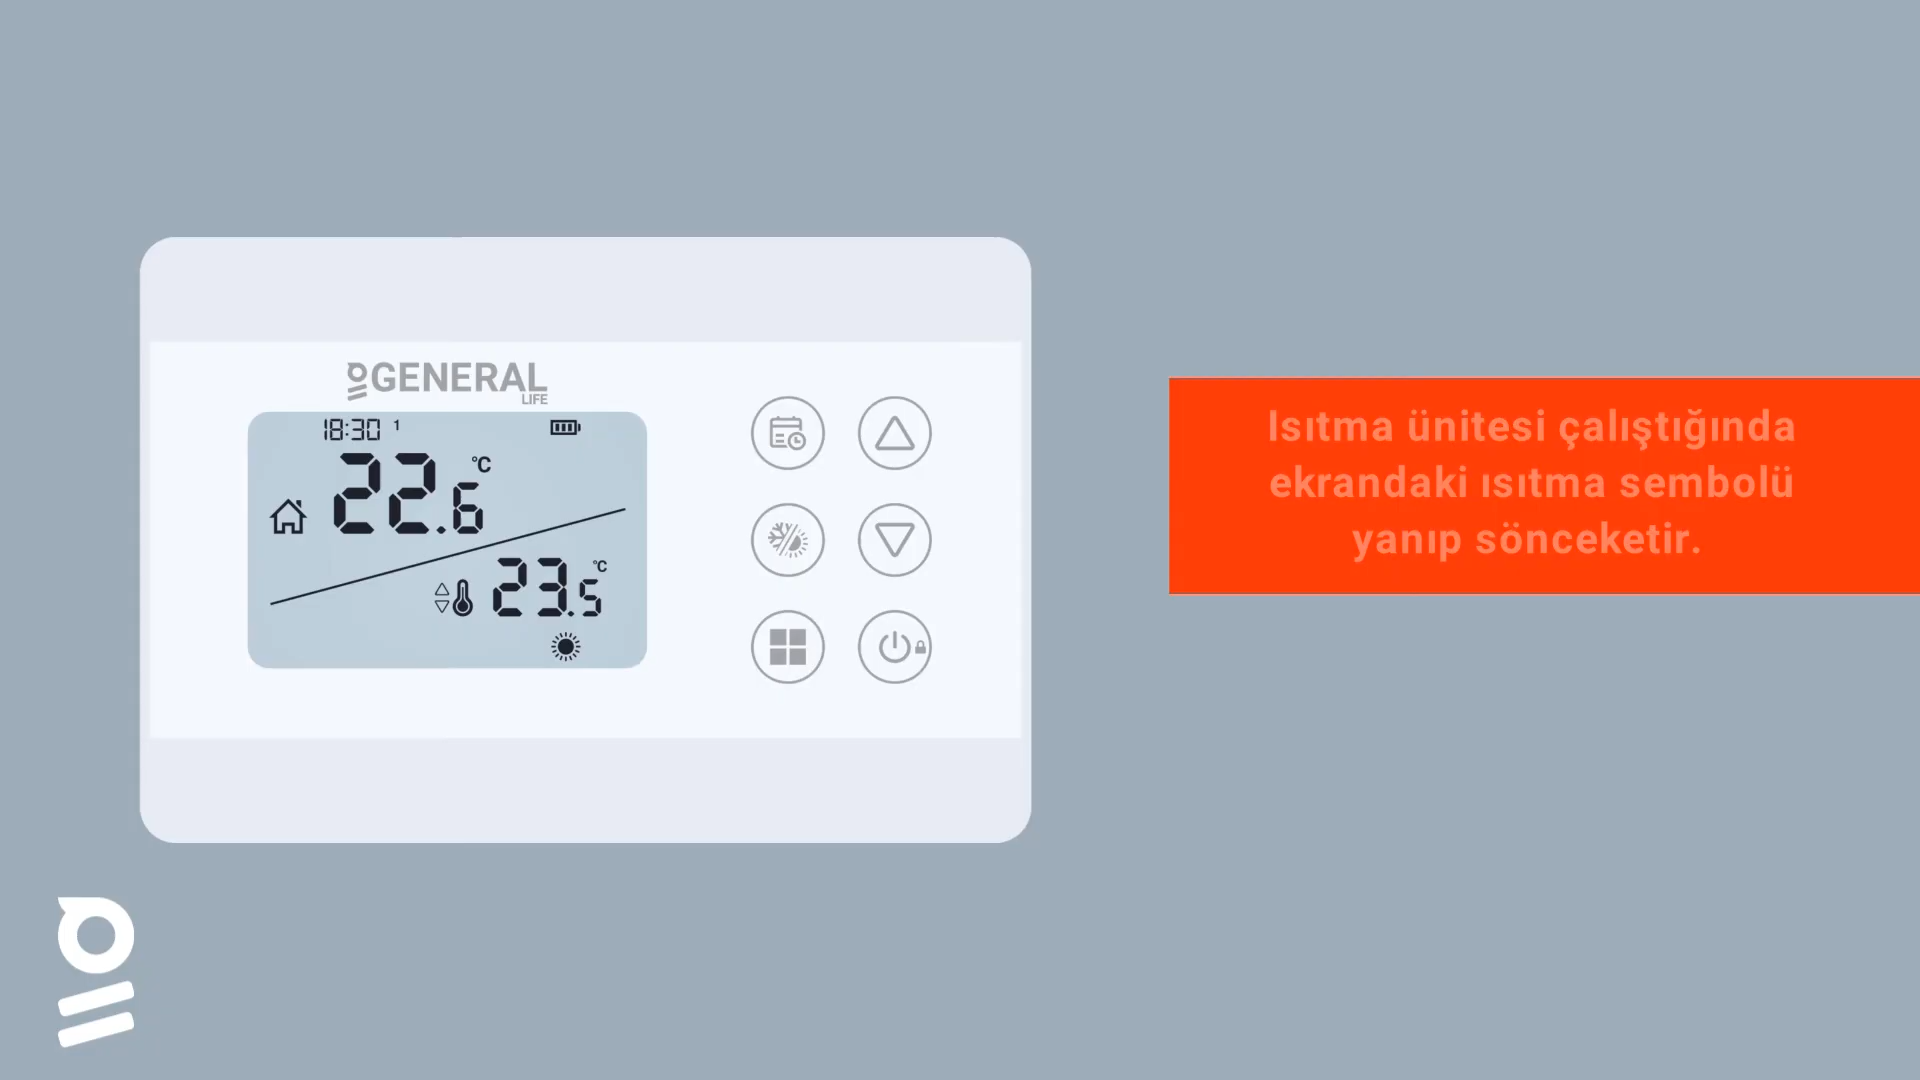 GENERAL
LIFE
18:30 1
22.6 °C
23.5 °C
Isıtma ünitesi çalıştığında
ekrandaki ısıtma sembolü
yanıp sönceketir.